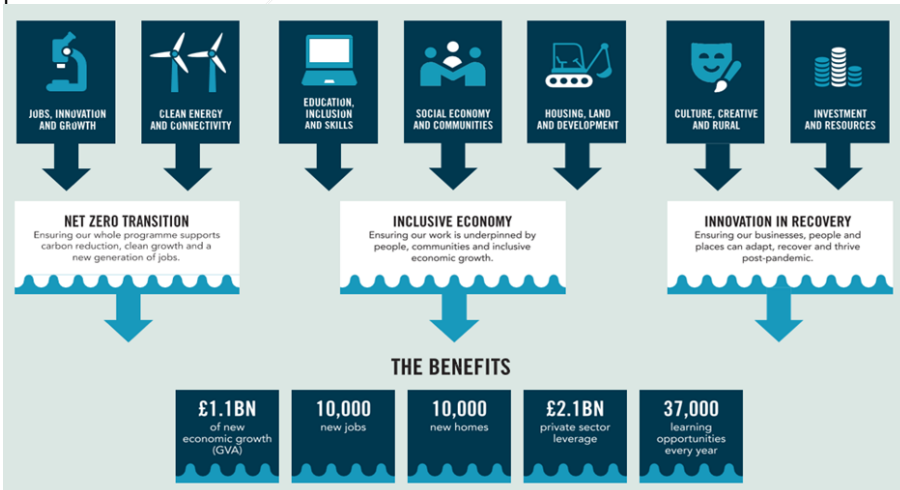 JOBS, INNOVATION
AND GROWTH
CLEAN ENERGY
AND CONNECTIVITY
EDUCATION,
INCLUSION
AND SKILLS
SOCIAL ECONOMY
AND COMMUNITIES
HOUSING, LAND
AND DEVELOPMENT
CULTURE, CREATIVE
AND RURAL
INVESTMENT
AND RESOURCES
NET ZERO TRANSITION
Ensuring our whole programme supports
carbon reduction, clean growth and a
new generation of jobs.
INCLUSIVE ECONOMY
Ensuring our work is underpinned by
people, communities and inclusive
economic growth.
INNOVATION IN RECOVERY
Ensuring our businesses, people and
places can adapt, recover and thrive
post-pandemic.
THE BENEFITS
£1.1BN
of new
economic growth
(GVA)
10,000
new jobs
10,000
new homes
£2.1BN
private sector
leverage
37,000
learning
opportunities
every year